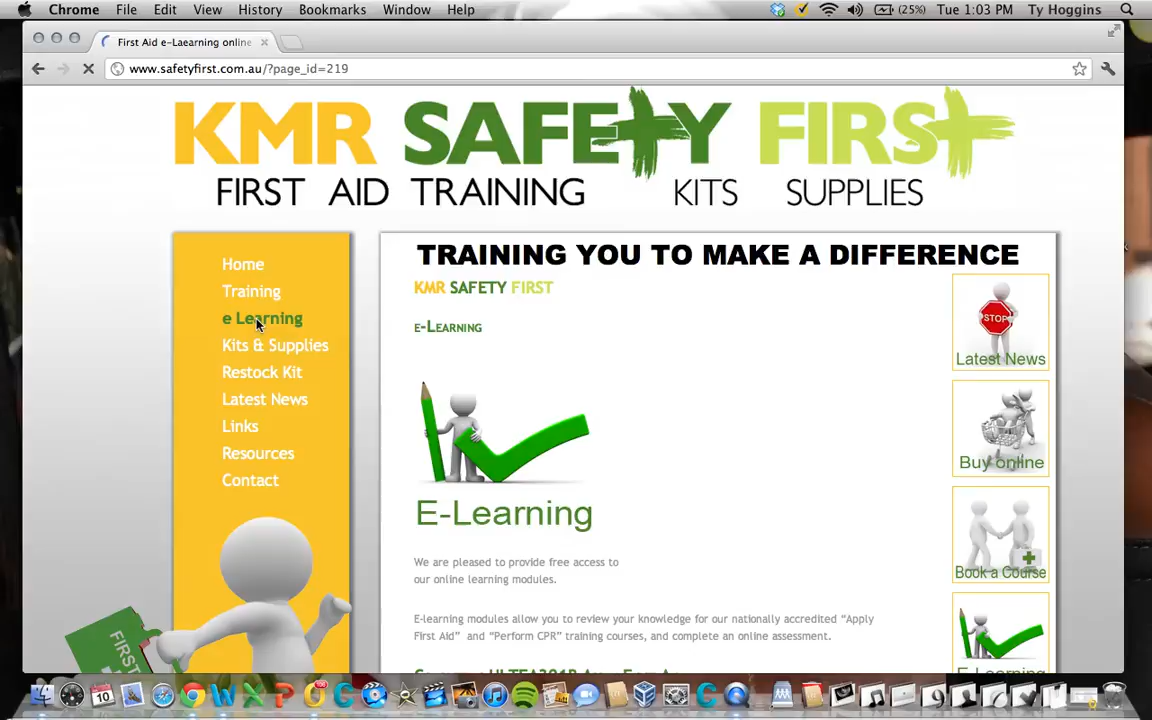 Chrome File Edit View History Bookmarks Window Help (25%) Tue 1:03 PM Ty Hoggins
First Aid e-Laearning online
www.safetyfirst.com.au/?page_id=219
KMR SAFETY FIRST
FIRST AID TRAINING KITS SUPPLIES
Home
Training
e Learning
Kits & Supplies
Restock Kit
Latest News
Links
Resources
Contact
FIRST
TRAINING YOU TO MAKE A DIFFERENCE
KMR SAFETY FIRST
e-Learning
E-Learning
We are pleased to provide free access to
our online learning modules.
E-learning modules allow you to review your knowledge for our nationally accredited “Apply
First Aid” and “Perform CPR” training courses, and complete an online assessment.
STOP
Latest News
Buy online
Book a Course
E-Learning